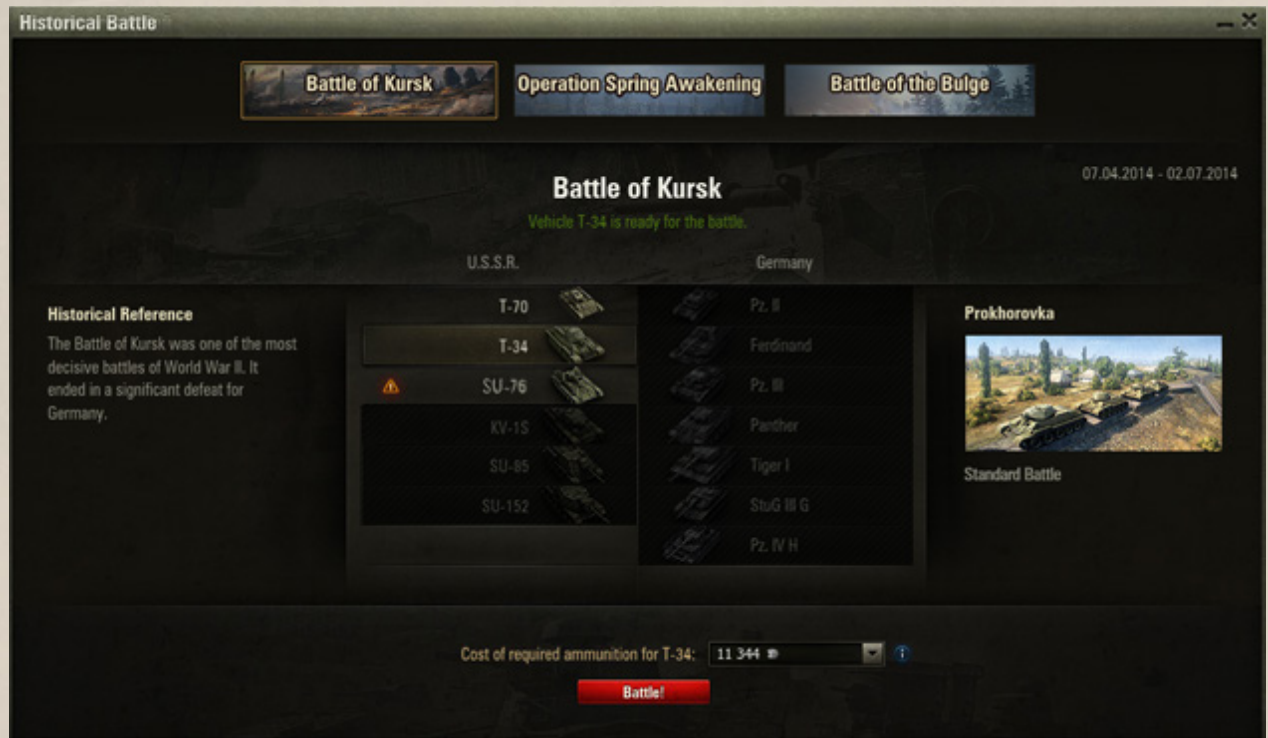 Historical Battle
Battle of Kursk
Operation Spring Awakening
Battle of the Bulge
Battle of Kursk
07.04.2014 - 02.07.2014
Vehicle T-34 is ready for the battle.
U.S.S.R.
Germany
Historical Reference
The Battle of Kursk was one of the most
decisive battles of World War II. It
ended in a significant defeat for
Germany.
T-70
T-34
SU-76
KV-1S
SU-85
SU-152
Pz. II
Ferdinand
Pz. III
Panther
Tiger I
StuG III G
Pz. IV H
Prokhorovka
Standard Battle
Cost of required ammunition for T-34:
11 344
Battle!